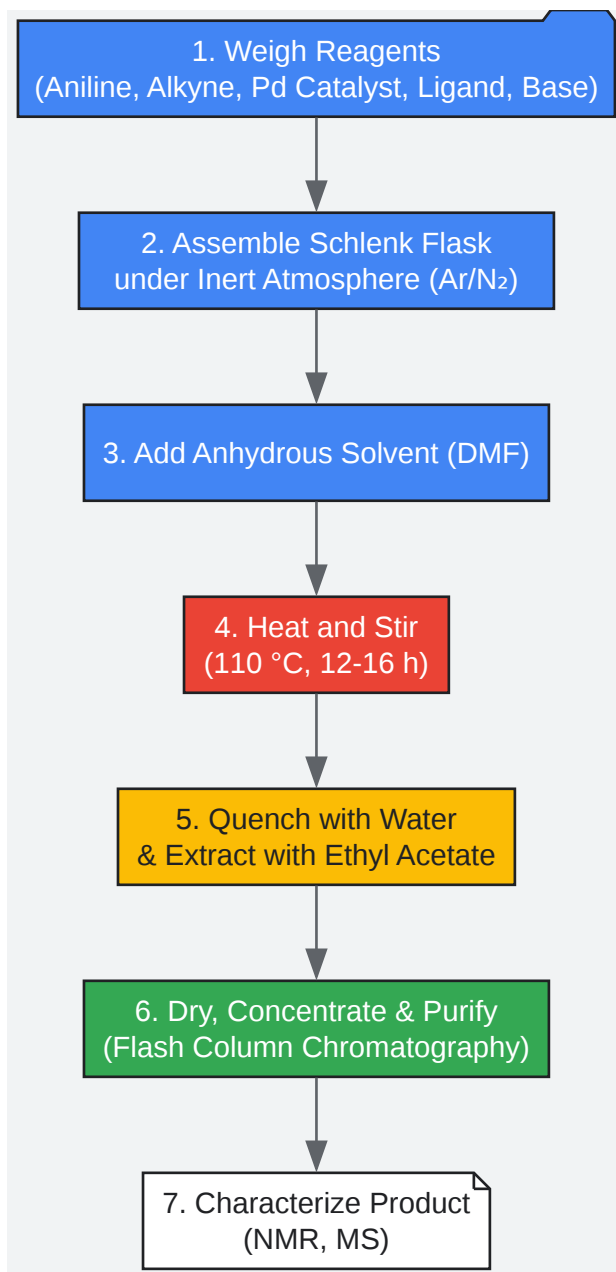 1. Weigh Reagents
(Aniline, Alkyne, Pd Catalyst, Ligand, Base)
2. Assemble Schlenk Flask
under Inert Atmosphere (Ar/N₂)
3. Add Anhydrous Solvent (DMF)
4. Heat and Stir
(110 °C, 12-16 h)
5. Quench with Water
& Extract with Ethyl Acetate
6. Dry, Concentrate & Purify
(Flash Column Chromatography)
7. Characterize Product
(NMR, MS)